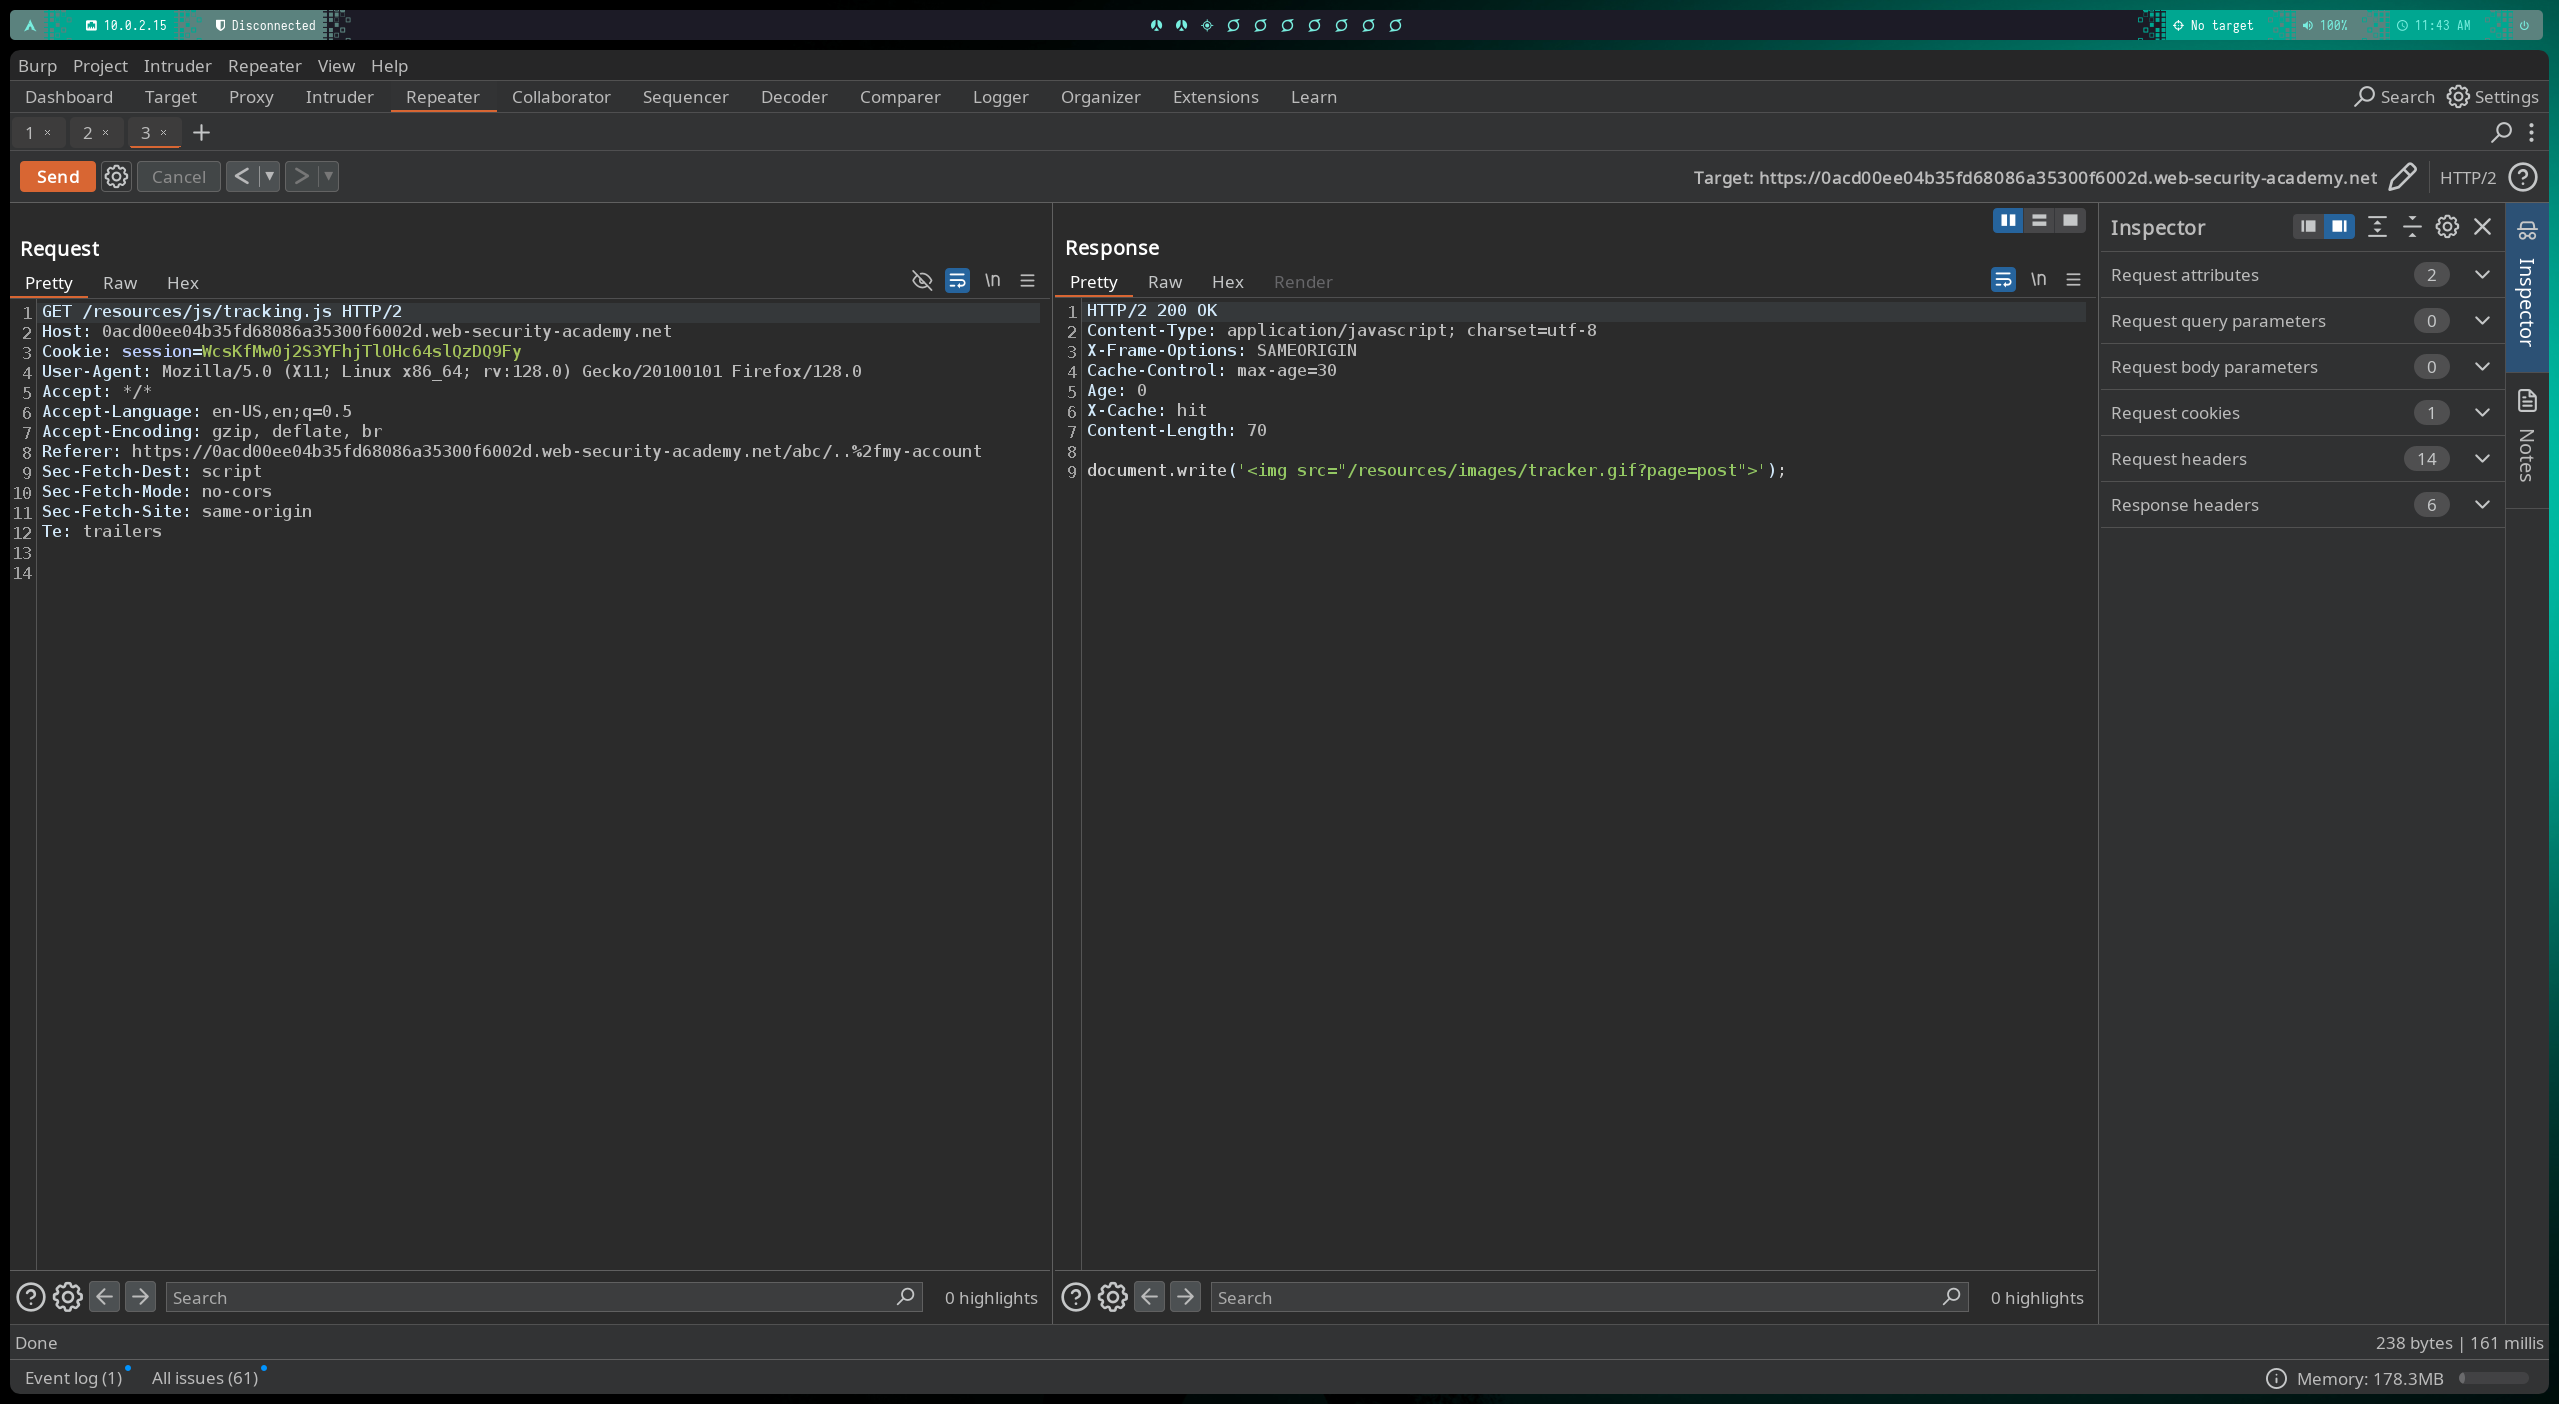 10.0.2.15 Disconnected No target 100% 11:43 AM
Burp Project Intruder Repeater View Help
Dashboard Target Proxy Intruder Repeater Collaborator Sequencer Decoder Comparer Logger Organizer Extensions Learn Search Settings
1 × 2 × 3 × +
Send Cancel < ▼ > ▼ Target: https://0acd00ee04b35fd68086a35300f6002d.web-security-academy.net HTTP/2
Request
Pretty Raw Hex \n
1 GET /resources/js/tracking.js HTTP/2
2 Host: 0acd00ee04b35fd68086a35300f6002d.web-security-academy.net
3 Cookie: session=WcsKfMw0j2S3YFhjTlOHc64slQzDQ9Fy
4 User-Agent: Mozilla/5.0 (X11; Linux x86_64; rv:128.0) Gecko/20100101 Firefox/128.0
5 Accept: */*
6 Accept-Language: en-US,en;q=0.5
7 Accept-Encoding: gzip, deflate, br
8 Referer: https://0acd00ee04b35fd68086a35300f6002d.web-security-academy.net/abc/..%2fmy-account
9 Sec-Fetch-Dest: script
10 Sec-Fetch-Mode: no-cors
11 Sec-Fetch-Site: same-origin
12 Te: trailers
13
14
Search 0 highlights
Response
Pretty Raw Hex Render \n
1 HTTP/2 200 OK
2 Content-Type: application/javascript; charset=utf-8
3 X-Frame-Options: SAMEORIGIN
4 Cache-Control: max-age=30
5 Age: 0
6 X-Cache: hit
7 Content-Length: 70
8
9 document.write('<img src="/resources/images/tracker.gif?page=post">');
Search 0 highlights
Inspector
Request attributes 2
Request query parameters 0
Request body parameters 0
Request cookies 1
Request headers 14
Response headers 6
Inspector
Notes
Done 238 bytes | 161 millis
Event log (1) All issues (61) Memory: 178.3MB